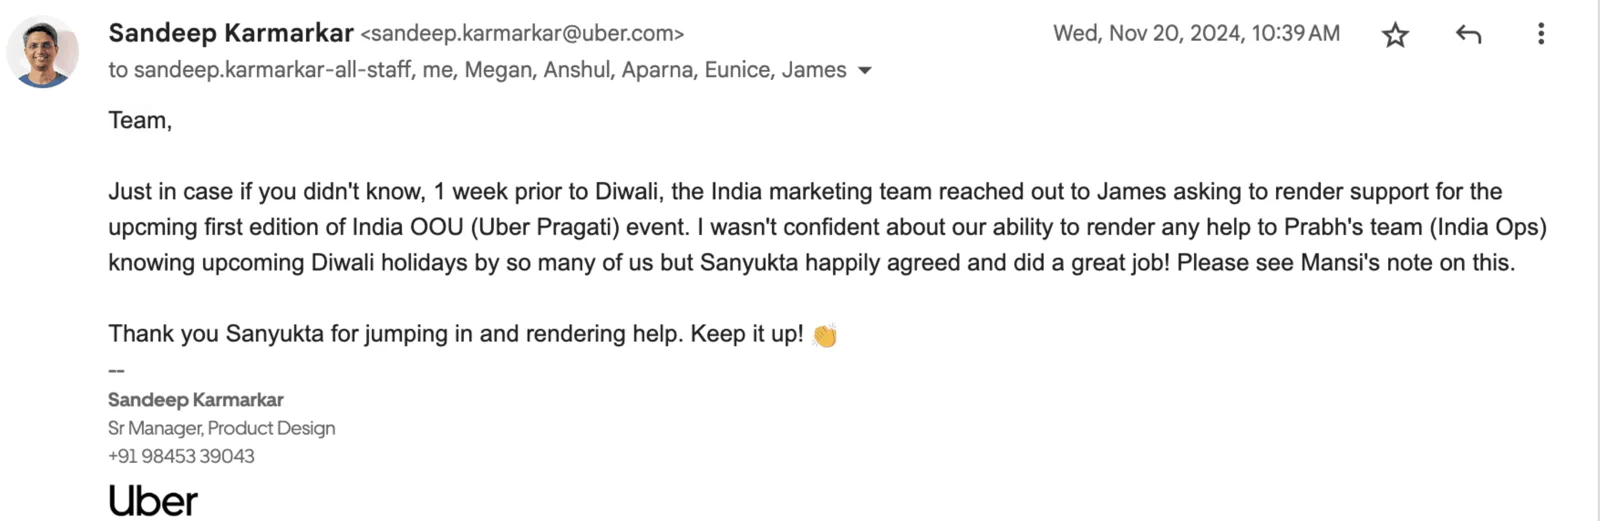 Sandeep Karmarkar <sandeep.karmarkar@uber.com> Wed, Nov 20, 2024, 10:39 AM
to sandeep.karmarkar-all-staff, me, Megan, Anshul, Aparna, Eunice, James
Team,
Just in case if you didn't know, 1 week prior to Diwali, the India marketing team reached out to James asking to render support for the
upcming first edition of India OOU (Uber Pragati) event. I wasn't confident about our ability to render any help to Prabh's team (India Ops)
knowing upcoming Diwali holidays by so many of us but Sanyukta happily agreed and did a great job! Please see Mansi's note on this.
Thank you Sanyukta for jumping in and rendering help. Keep it up! 👏
--
Sandeep Karmarkar
Sr Manager, Product Design
+91 98453 39043
Uber